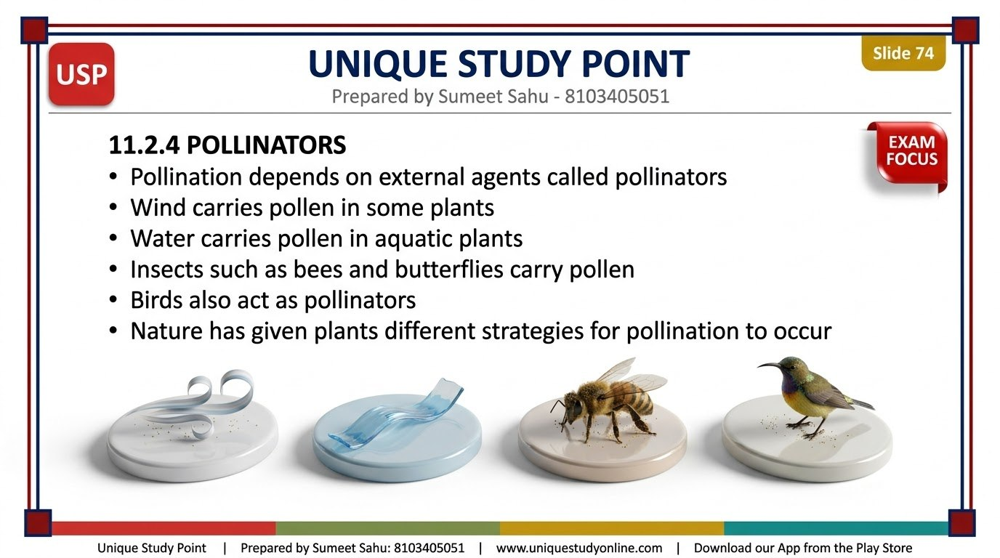 USP
UNIQUE STUDY POINT
Prepared by Sumeet Sahu - 8103405051
Slide 74
EXAM
FOCUS
11.2.4 POLLINATORS
• Pollination depends on external agents called pollinators
• Wind carries pollen in some plants
• Water carries pollen in aquatic plants
• Insects such as bees and butterflies carry pollen
• Birds also act as pollinators
• Nature has given plants different strategies for pollination to occur
Unique Study Point | Prepared by Sumeet Sahu: 8103405051 | www.uniquestudyonline.com | Download our App from the Play Store